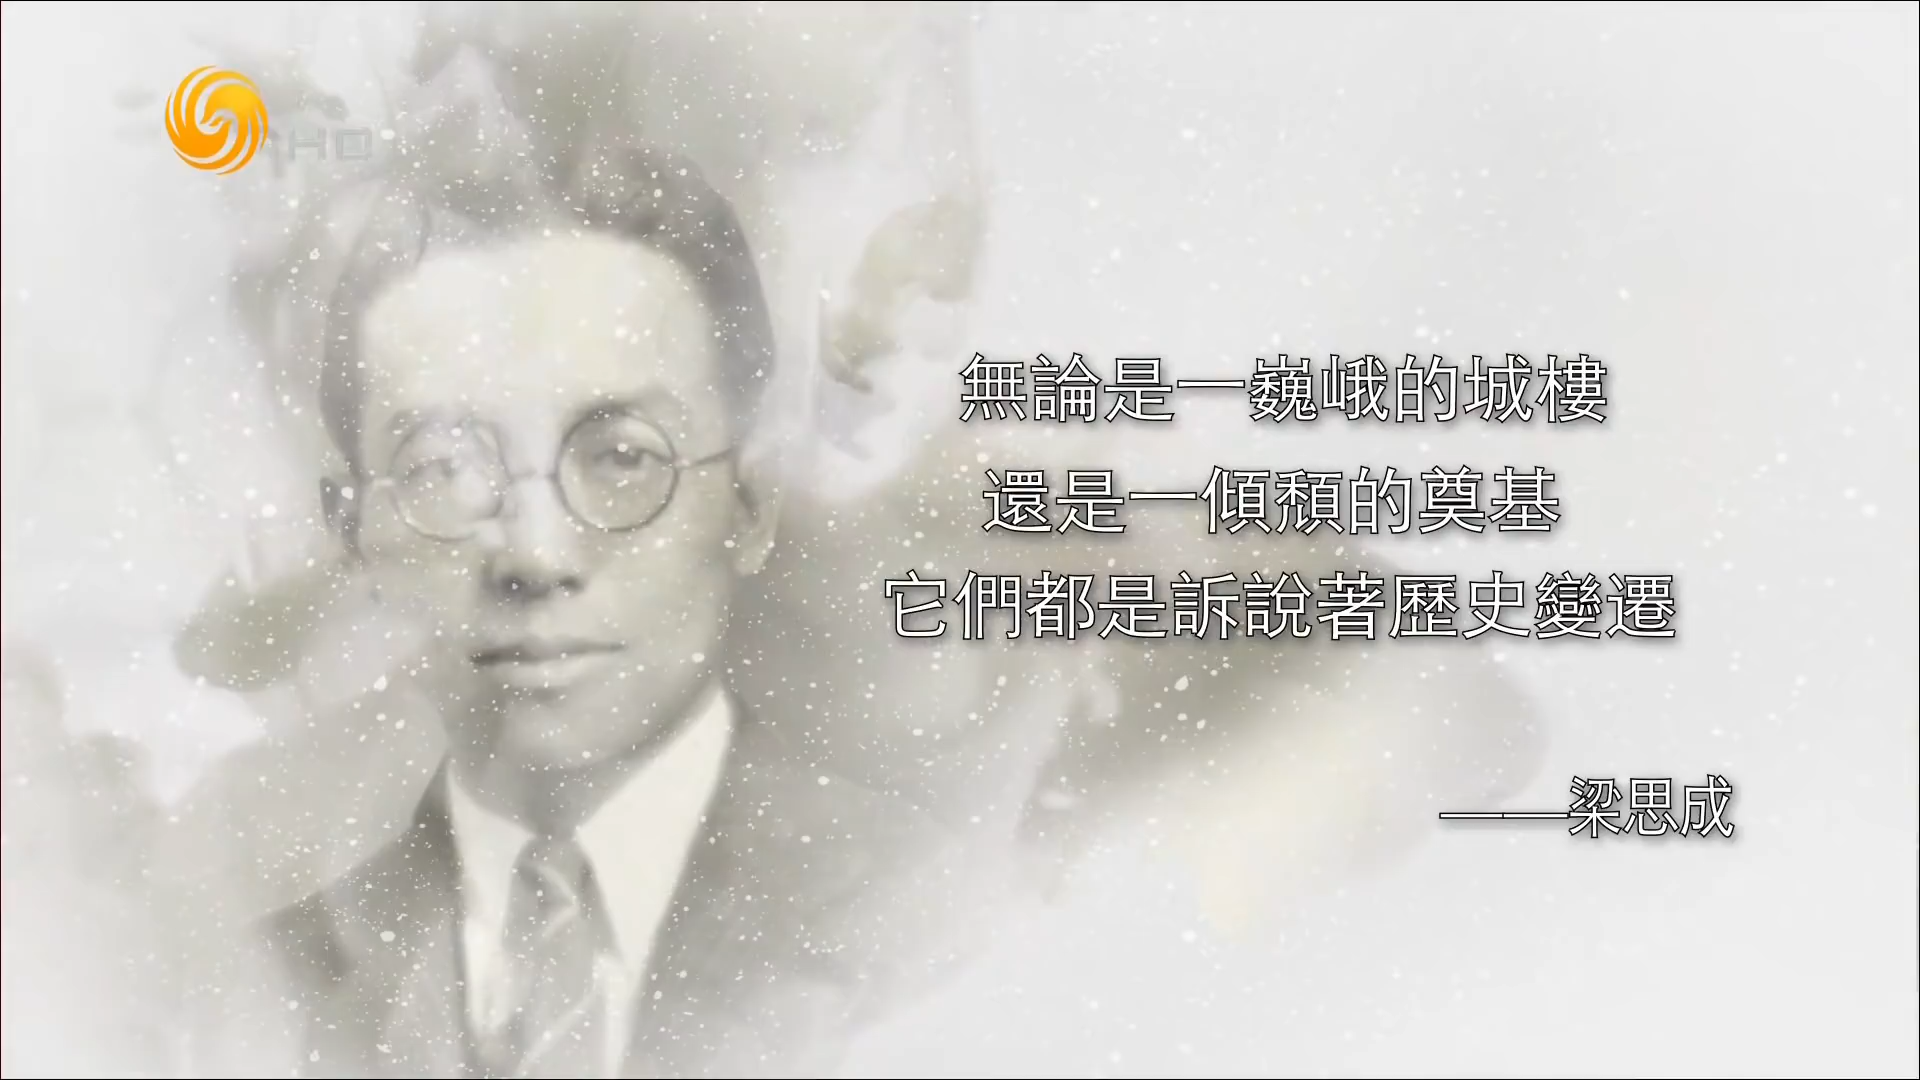 HD
無論是一巍峨的城樓
還是一傾頹的奠基
它們都是訴說著歷史變遷
——梁思成